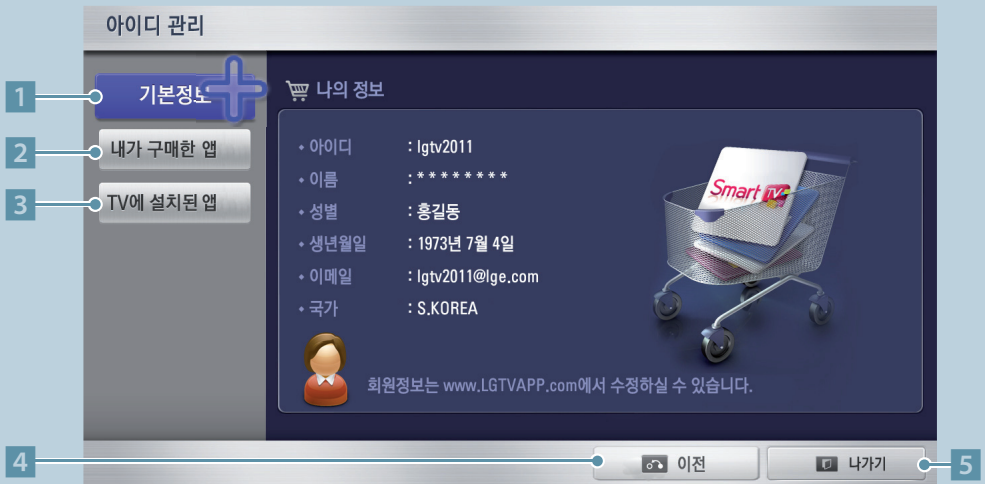 아이디 관리
1 기본정보
2 내가 구매한 앱
3 TV에 설치된 앱
나의 정보
• 아이디 : lgtv2011
• 이름 : * * * * * * * *
• 성별 : 홍길동
• 생년월일 : 1973년 7월 4일
• 이메일 : lgtv2011@lge.com
• 국가 : S.KOREA
Smart TV
회원정보는 www.LGTVAPP.com에서 수정하실 수 있습니다.
4 이전
나가기 5